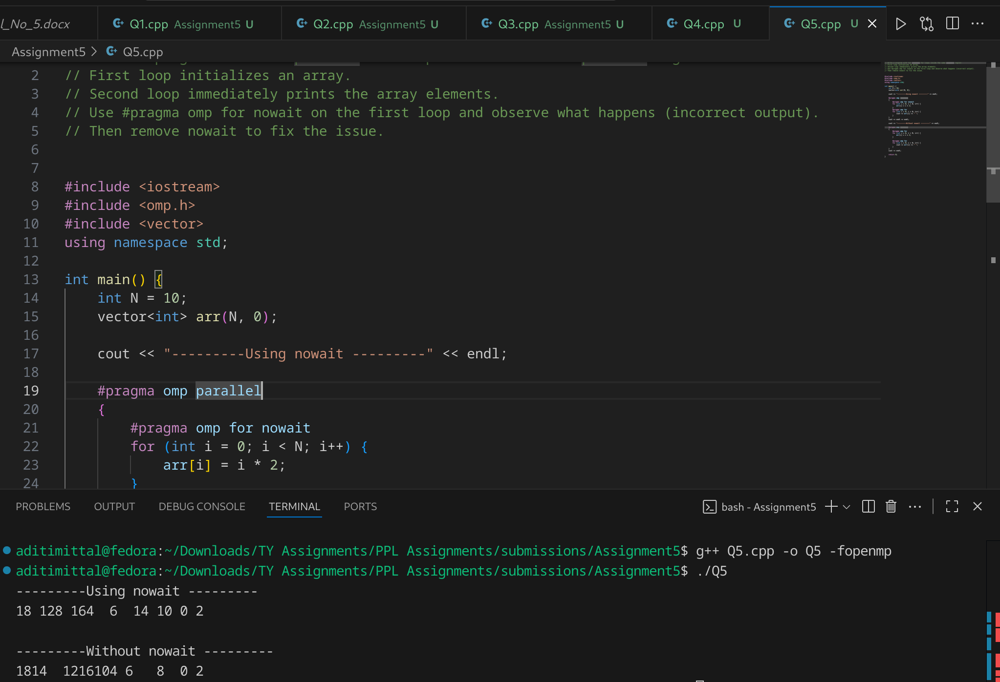 l_No_5.docx
Q1.cpp Assignment5 U
Q2.cpp Assignment5 U
Q3.cpp Assignment5 U
Q4.cpp U
Q5.cpp U
Assignment5 > Q5.cpp
2 // First loop initializes an array.
3 // Second loop immediately prints the array elements.
4 // Use #pragma omp for nowait on the first loop and observe what happens (incorrect output).
5 // Then remove nowait to fix the issue.
6
7
8 #include <iostream>
9 #include <omp.h>
10 #include <vector>
11 using namespace std;
12
13 int main() {
14     int N = 10;
15     vector<int> arr(N, 0);
16
17     cout << "---------Using nowait ---------" << endl;
18
19     #pragma omp parallel
20     {
21         #pragma omp for nowait
22         for (int i = 0; i < N; i++) {
23             arr[i] = i * 2;
24         }
PROBLEMS OUTPUT DEBUG CONSOLE TERMINAL PORTS
bash - Assignment5
aditimittal@fedora:~/Downloads/TY Assignments/PPL Assignments/submissions/Assignment5$ g++ Q5.cpp -o Q5 -fopenmp
aditimittal@fedora:~/Downloads/TY Assignments/PPL Assignments/submissions/Assignment5$ ./Q5
---------Using nowait ---------
18 128 164  6  14 10 0 2
---------Without nowait ---------
1814  1216104 6   8  0 2